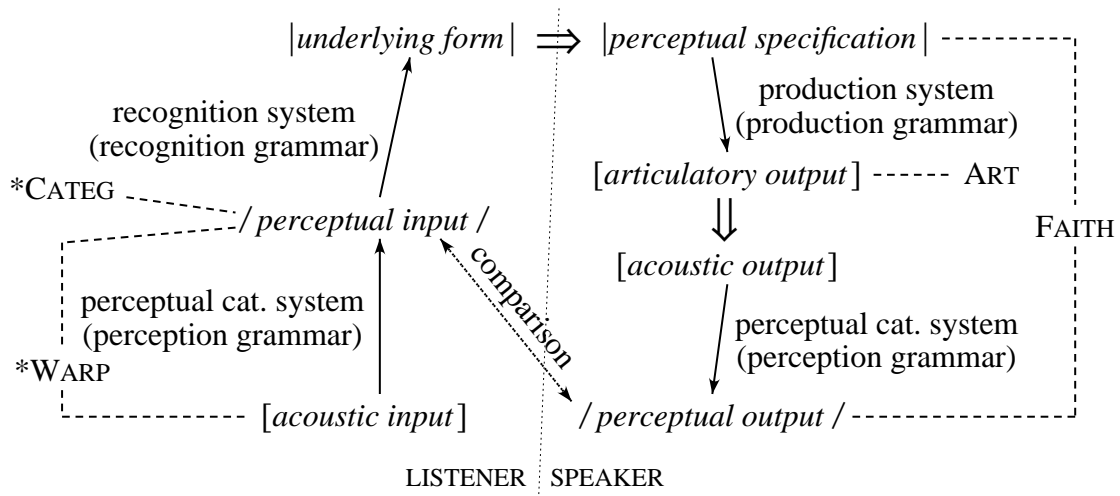 |underlying form| ⇒ |perceptual specification|
recognition system
(recognition grammar)
production system
(production grammar)
[articulatory output]
ART
*CATEG
/perceptual input/
FAITH
[acoustic output]
comparison
perceptual cat. system
(perception grammar)
perceptual cat. system
(perception grammar)
*WARP
[acoustic input]
/perceptual output/
LISTENER SPEAKER